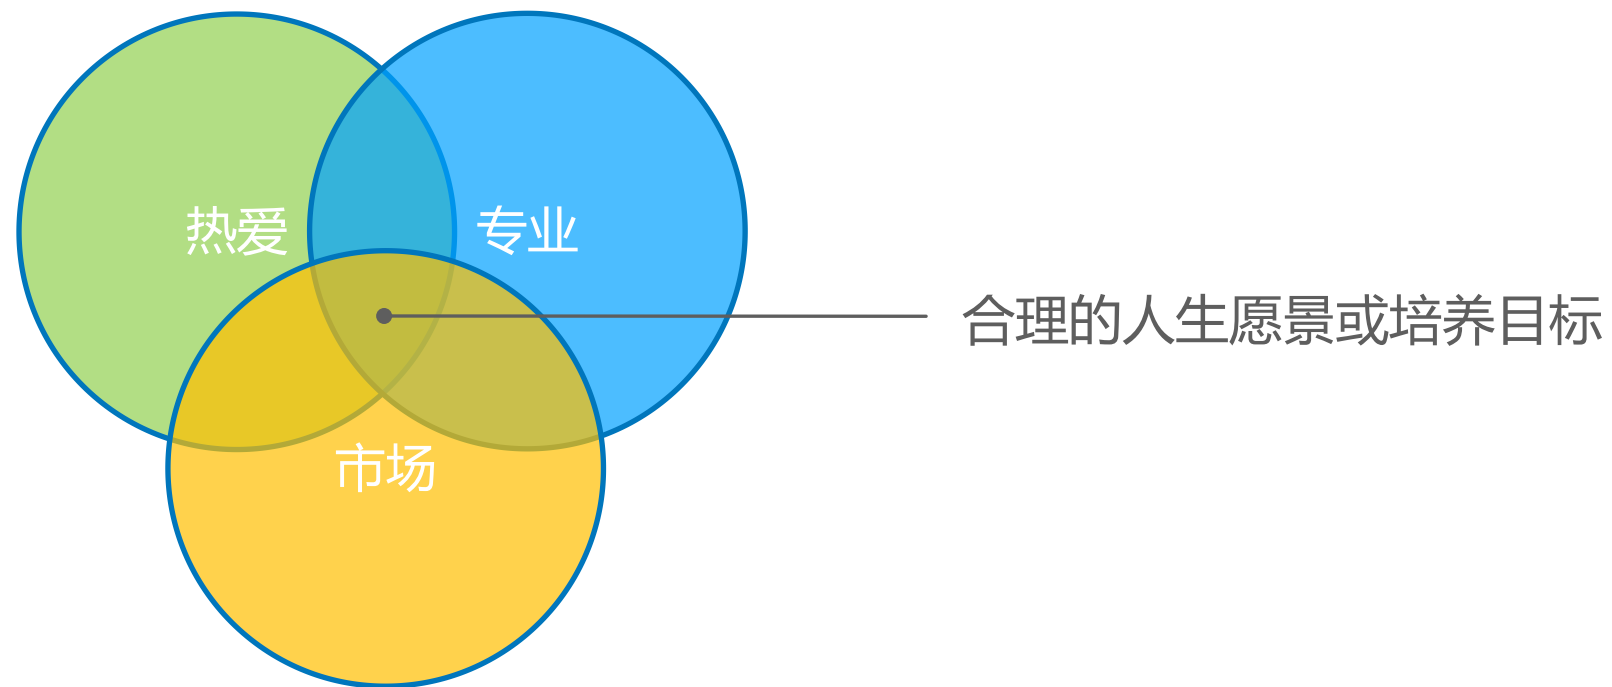 热爱
专业
合理的人生愿景或培养目标
市场